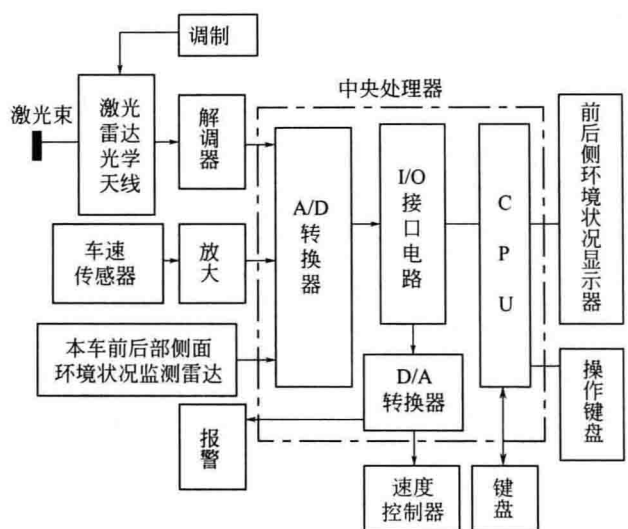 调制
中央处理器
激光束
激光
雷达
光学
天线
解调器
A/D
转换器
I/O
接口电路
CPU
前后侧环境状况显示器
车速
传感器
放大
本车前后部侧面
环境状况监测雷达
D/A
转换器
操作键盘
报警
速度
控制器
键盘